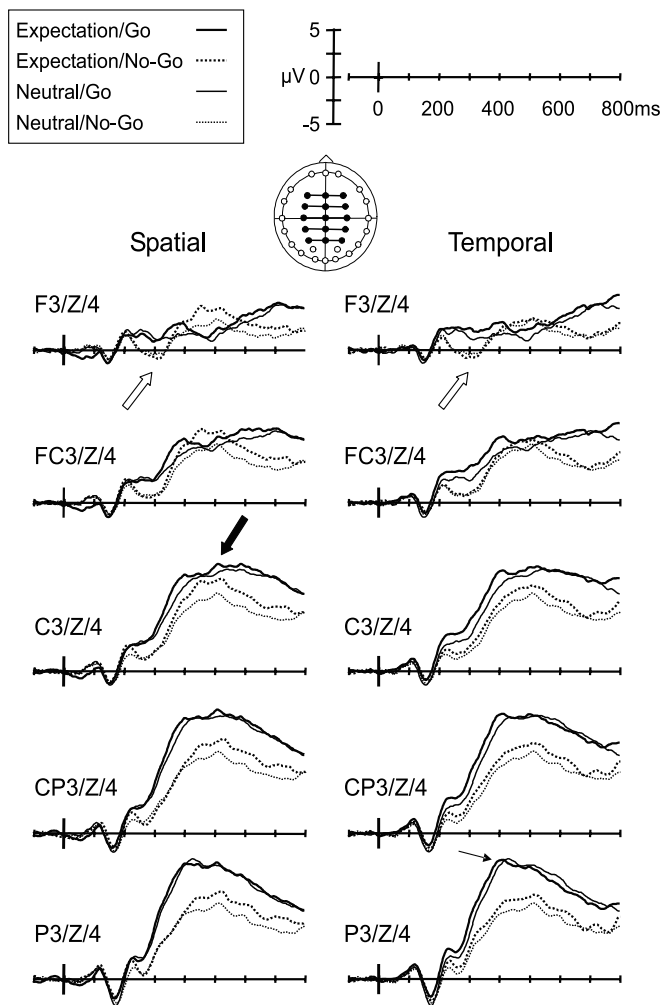 Expectation/Go
Expectation/No-Go
Neutral/Go
Neutral/No-Go
5
µV 0
-5
0 200 400 600 800ms
Spatial Temporal
F3/Z/4 F3/Z/4
FC3/Z/4 FC3/Z/4
C3/Z/4 C3/Z/4
CP3/Z/4 CP3/Z/4
P3/Z/4 P3/Z/4